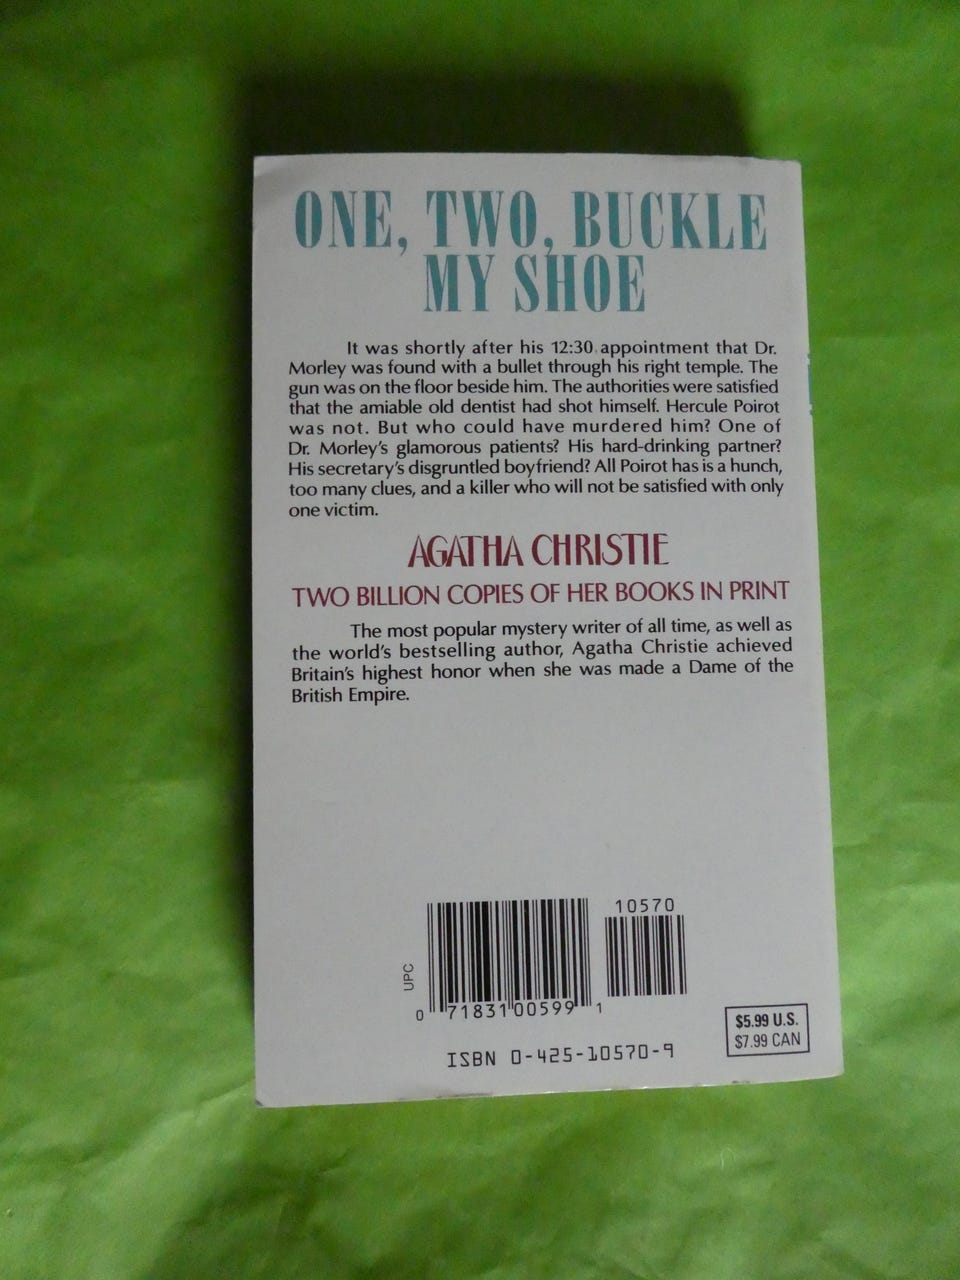 ONE, TWO, BUCKLE
MY SHOE
It was shortly after his 12:30 appointment that Dr.
Morley was found with a bullet through his right temple. The
gun was on the floor beside him. The authorities were satisfied
that the amiable old dentist had shot himself. Hercule Poirot
was not. But who could have murdered him? One of
Dr. Morley's glamorous patients? His hard-drinking partner?
His secretary's disgruntled boyfriend? All Poirot has is a hunch,
too many clues, and a killer who will not be satisfied with only
one victim.
AGATHA CHRISTIE
TWO BILLION COPIES OF HER BOOKS IN PRINT
The most popular mystery writer of all time, as well as
the world's bestselling author, Agatha Christie achieved
Britain's highest honor when she was made a Dame of the
British Empire.
10570
UPC
0 71831 00599 1
ISBN 0-425-10570-9
$5.99 U.S.
$7.99 CAN